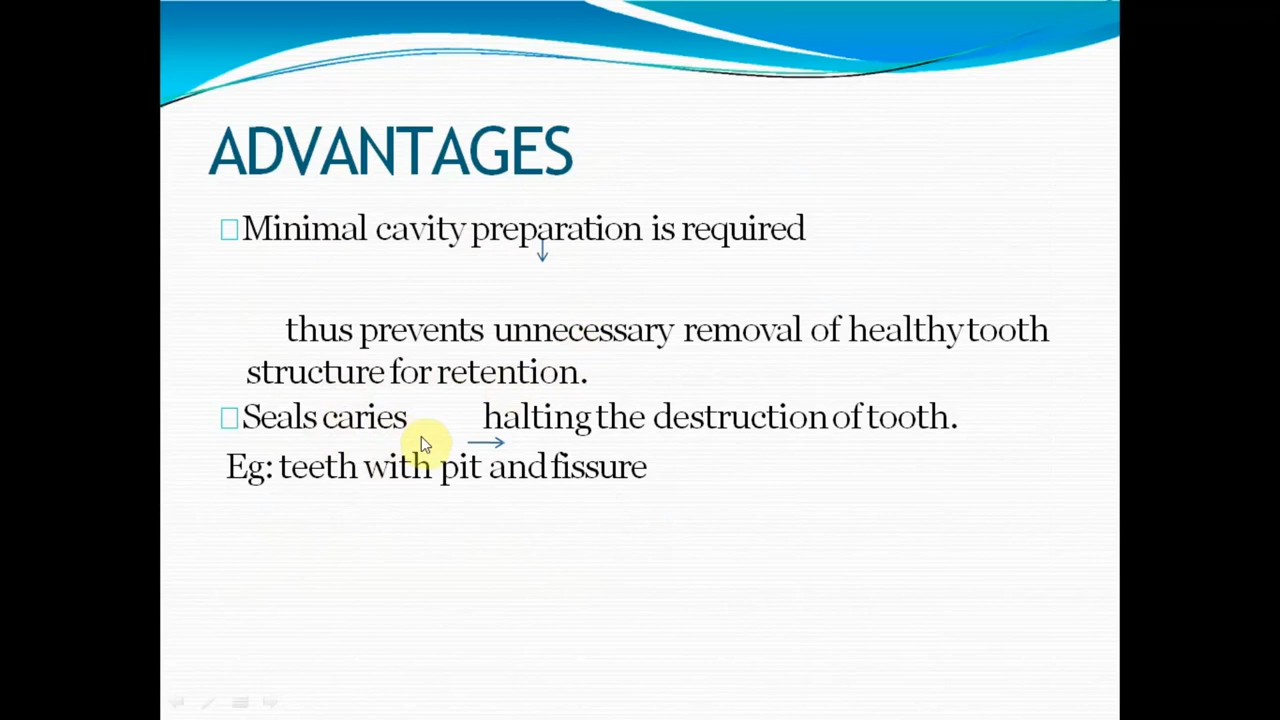 ADVANTAGES
Minimal cavity preparation is required
thus prevents unnecessary removal of healthy tooth
structure for retention.
Seals caries halting the destruction of tooth.
Eg: teeth with pit and fissure